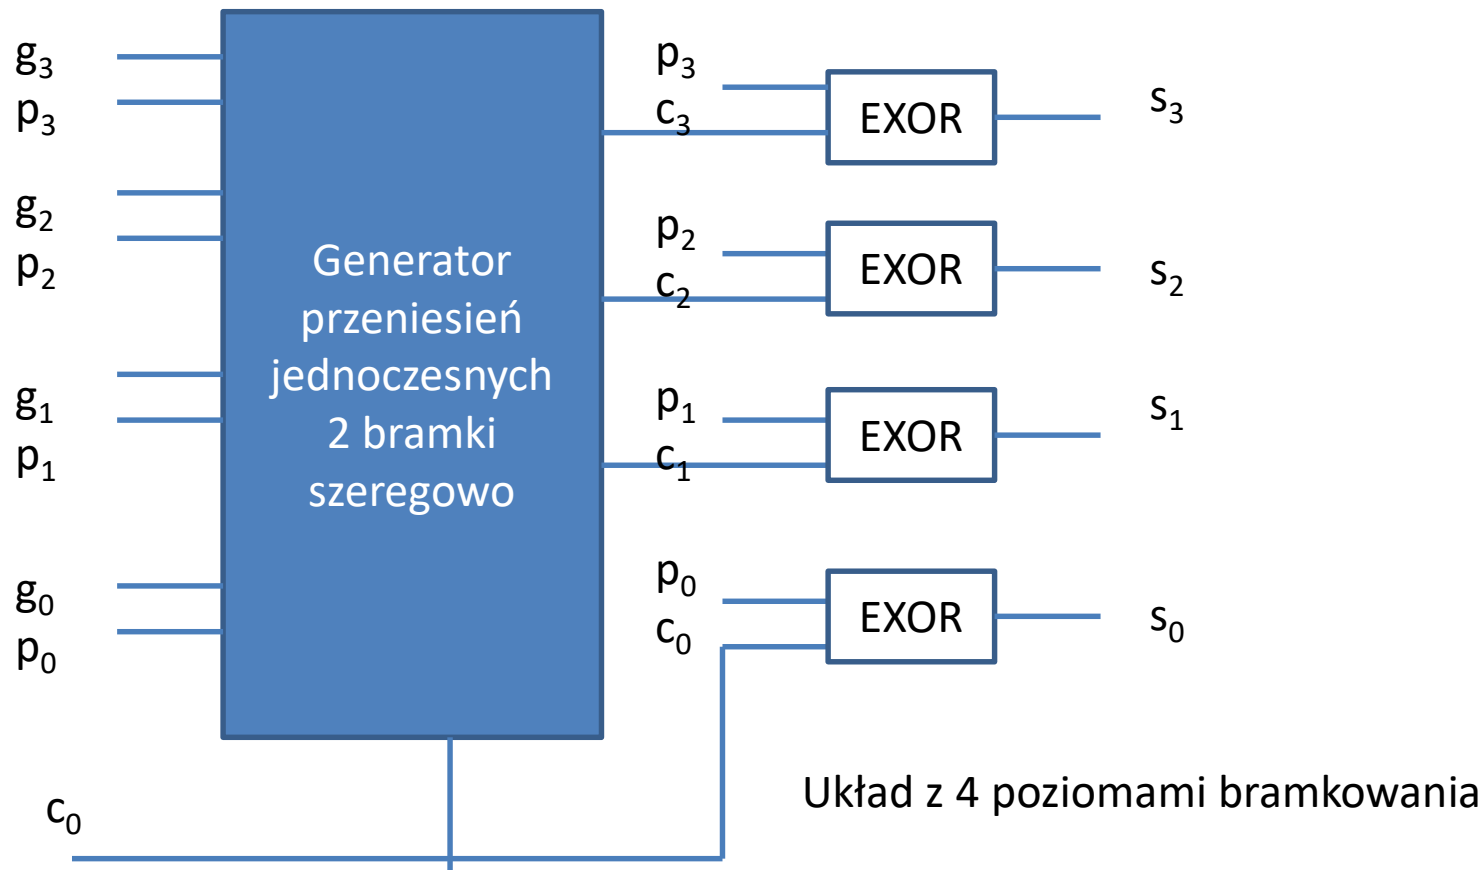 g₃
p₃
g₂
p₂
g₁
p₁
g₀
p₀
c₀
Generator
przeniesień
jednoczesnych
2 bramki
szeregowo
p₃
c₃
EXOR
s₃
p₂
c₂
EXOR
s₂
p₁
c₁
EXOR
s₁
p₀
c₀
EXOR
s₀
Układ z 4 poziomami bramkowania